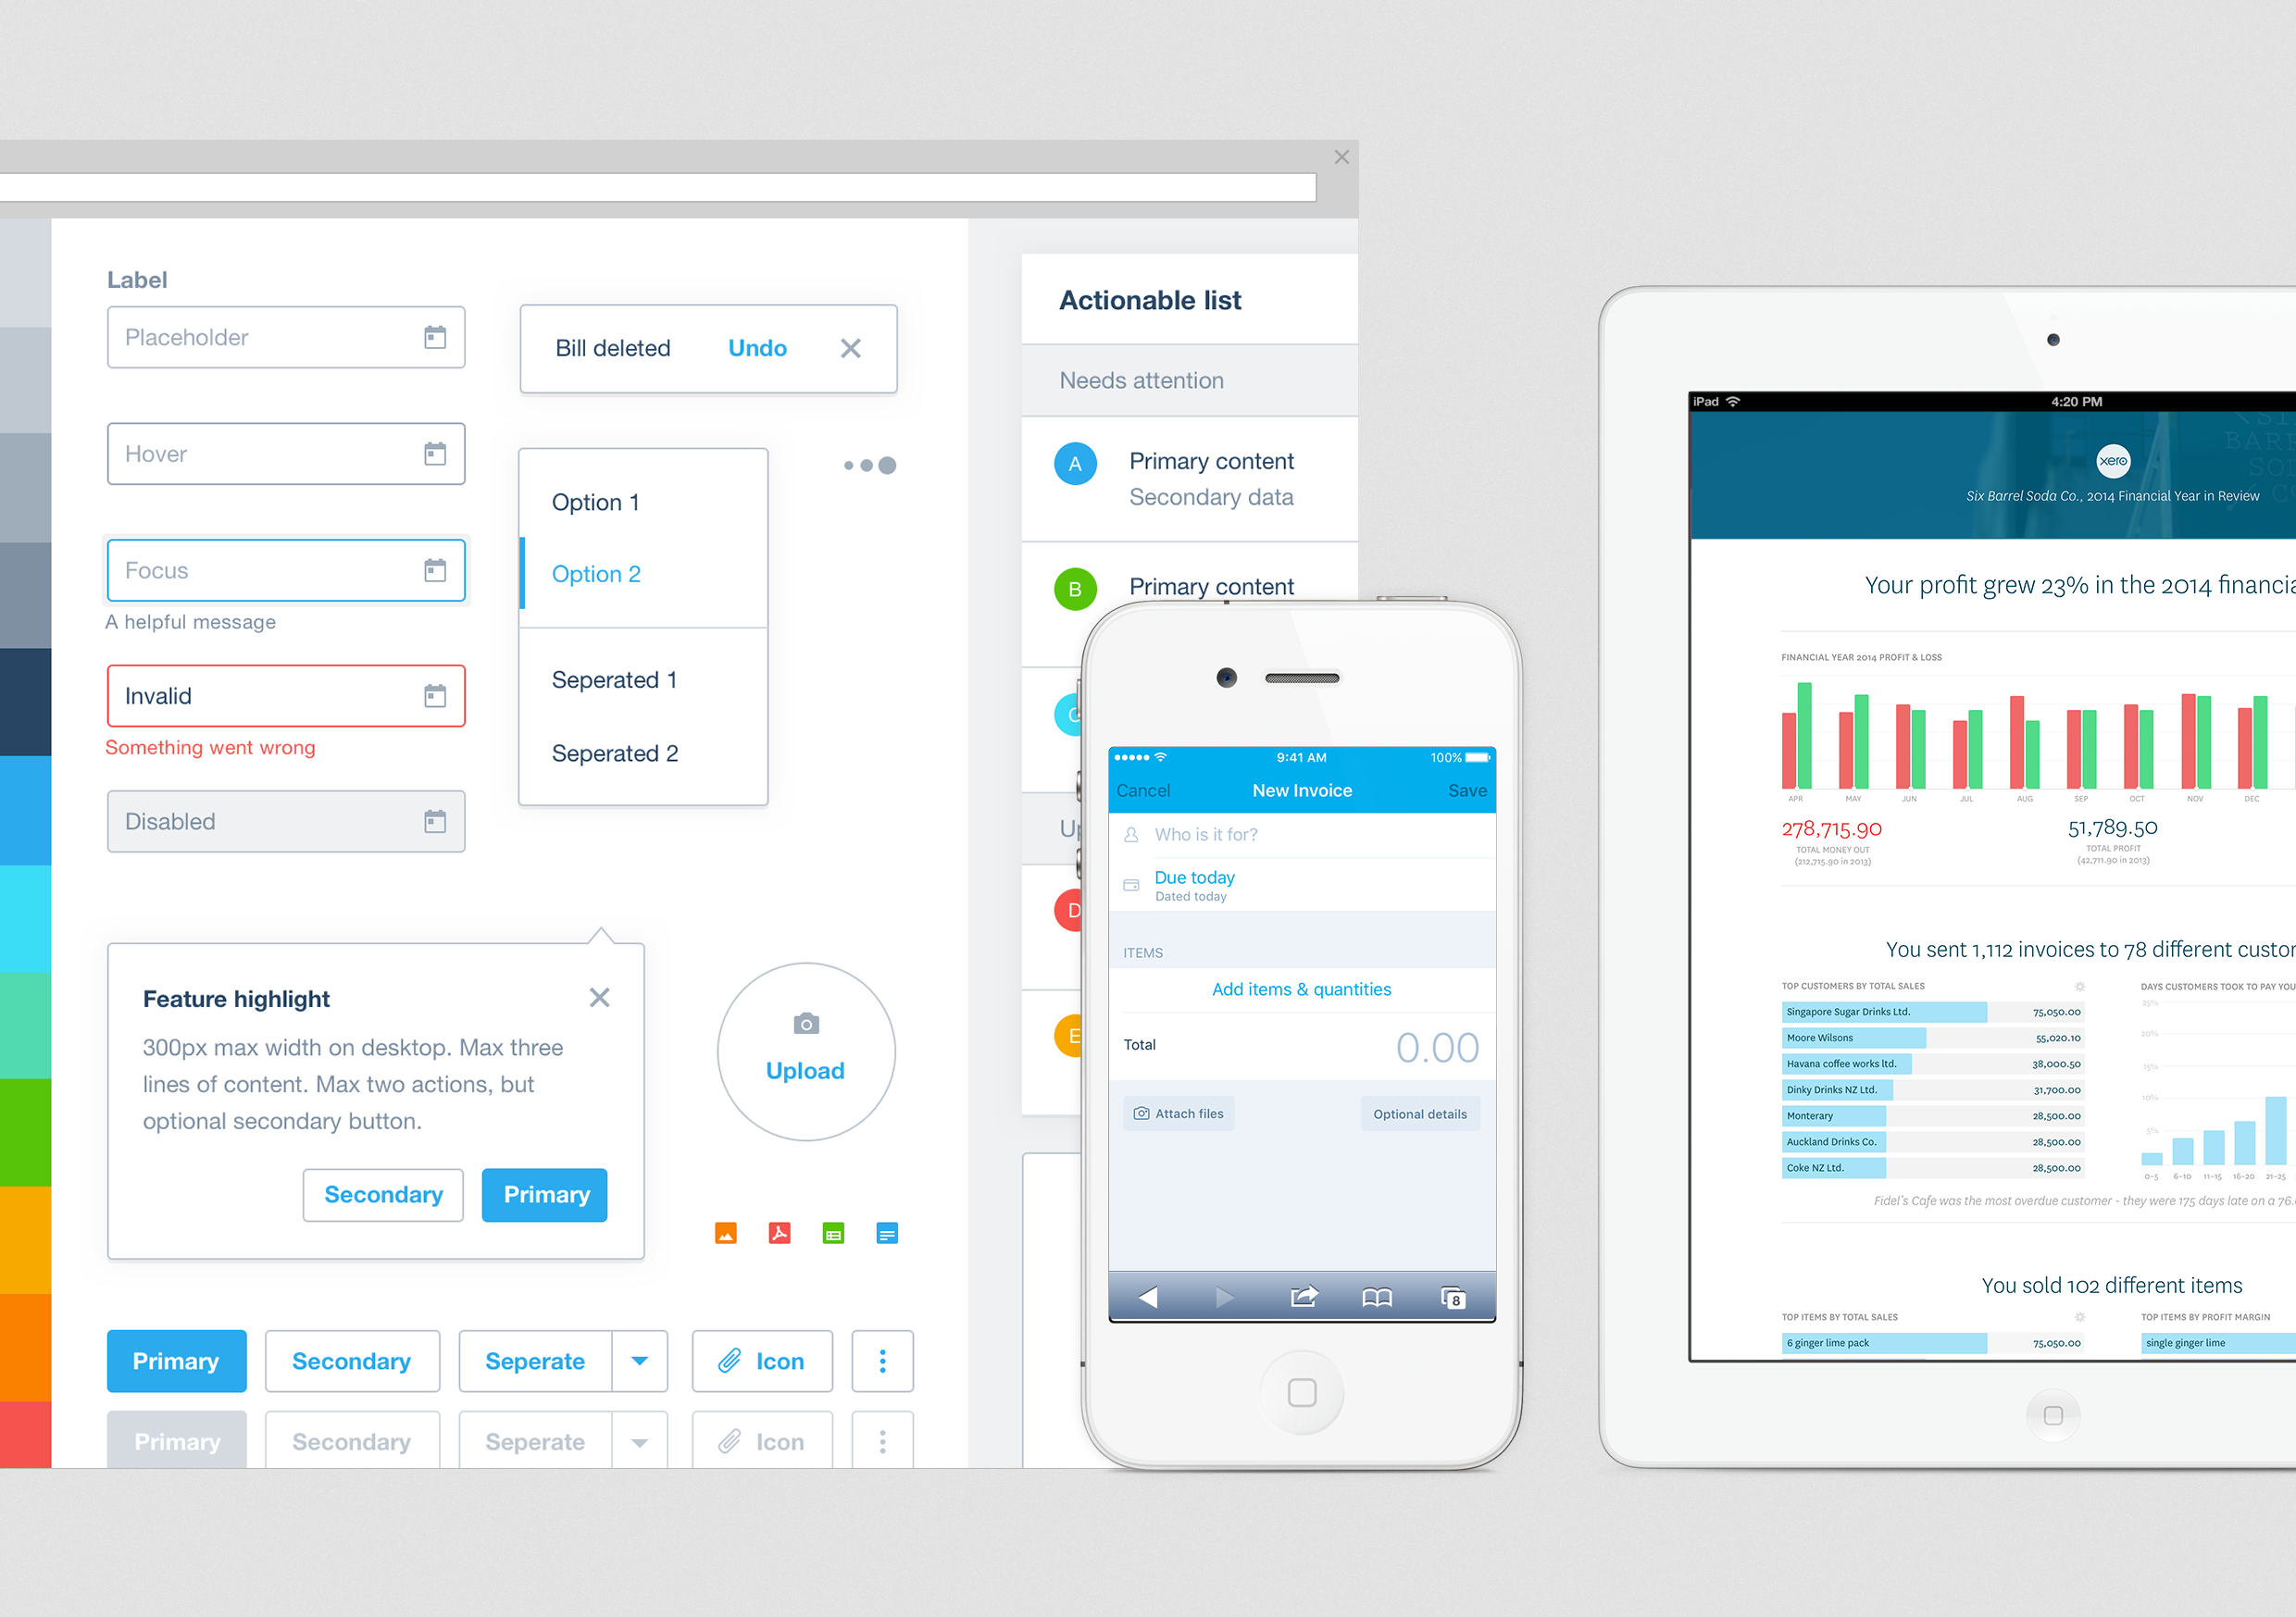 Label
Placeholder
Hover
Focus
A helpful message
Invalid
Something went wrong
Disabled
Bill deleted Undo
Option 1
Option 2
Seperated 1
Seperated 2
Feature highlight
300px max width on desktop. Max three
lines of content. Max two actions, but
optional secondary button.
Secondary Primary
Upload
Primary Secondary Seperate Icon
Primary Secondary Seperate Icon
Actionable list
Needs attention
A Primary content
Secondary data
B Primary content
D
E
9:41 AM 100%
Cancel New Invoice Save
Who is it for?
Due today
Dated today
ITEMS
Add items & quantities
Total 0.00
Attach files Optional details
8
iPad 4:20 PM
xero
Six Barrel Soda Co., 2014 Financial Year in Review
Your profit grew 23% in the 2014 financia
FINANCIAL YEAR 2014 PROFIT & LOSS
APR MAY JUN JUL AUG SEP OCT NOV DEC
278,715.90 51,789.50
TOTAL MONEY OUT TOTAL PROFIT
(212,715.90 in 2013) (42,711.90 in 2013)
You sent 1,112 invoices to 78 different custo
TOP CUSTOMERS BY TOTAL SALES
Singapore Sugar Drinks Ltd. 75,050.00
Moore Wilsons 55,020.10
Havana coffee works ltd. 38,000.50
Dinky Drinks NZ Ltd. 31,700.00
Monterary 28,500.00
Auckland Drinks Co. 28,500.00
Coke NZ Ltd. 28,500.00
DAYS CUSTOMERS TOOK TO PAY YOU
25%
20%
15%
10%
5%
0-5 6-10 11-15 16-20 21-25
Fidel's Cafe was the most overdue customer - they were 175 days late on a 76.
You sold 102 different items
TOP ITEMS BY TOTAL SALES
6 ginger lime pack 75,050.00
TOP ITEMS BY PROFIT MARGIN
single ginger lime